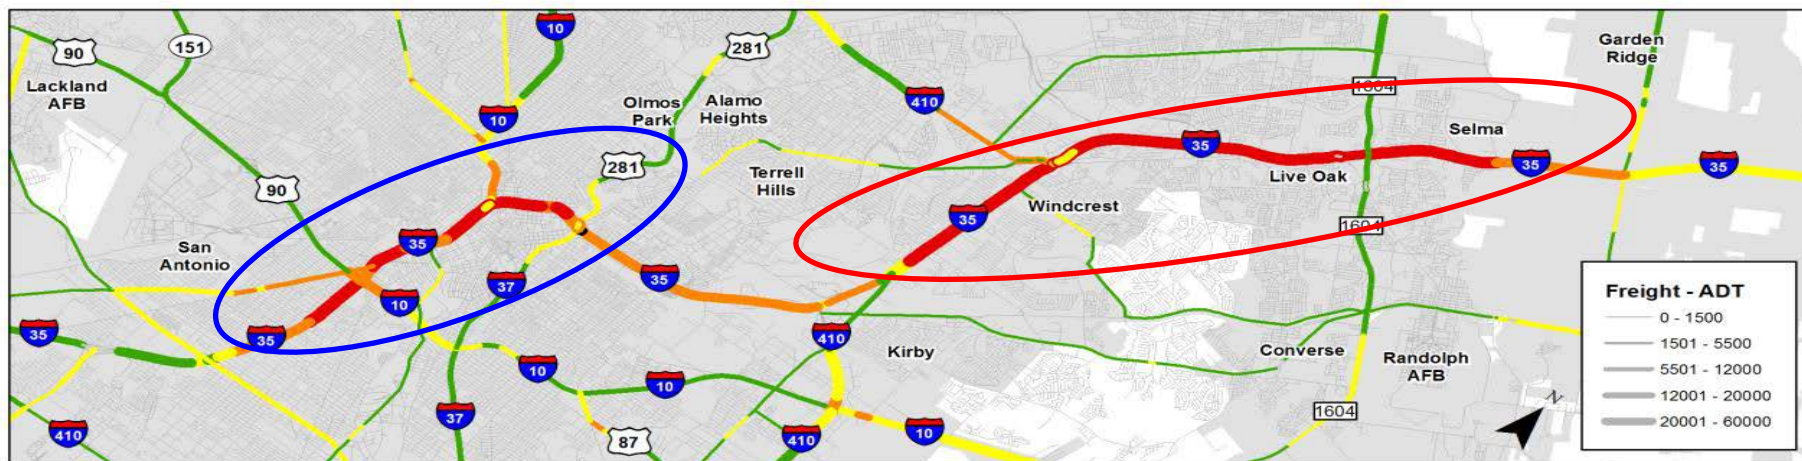 90
151
10
281
Garden
Ridge
Lackland
AFB
Olmos
Park
Alamo
Heights
410
1604
10
Selma
35
281
Terrell
Hills
35
35
Live Oak
90
35
Windcrest
1604
San
Antonio
35
35
37
10
35
35
410
Kirby
Converse
Randolph
AFB
10
10
37
1604
410
87
410
10
N
Freight - ADT
0 - 1500
1501 - 5500
5501 - 12000
12001 - 20000
20001 - 60000